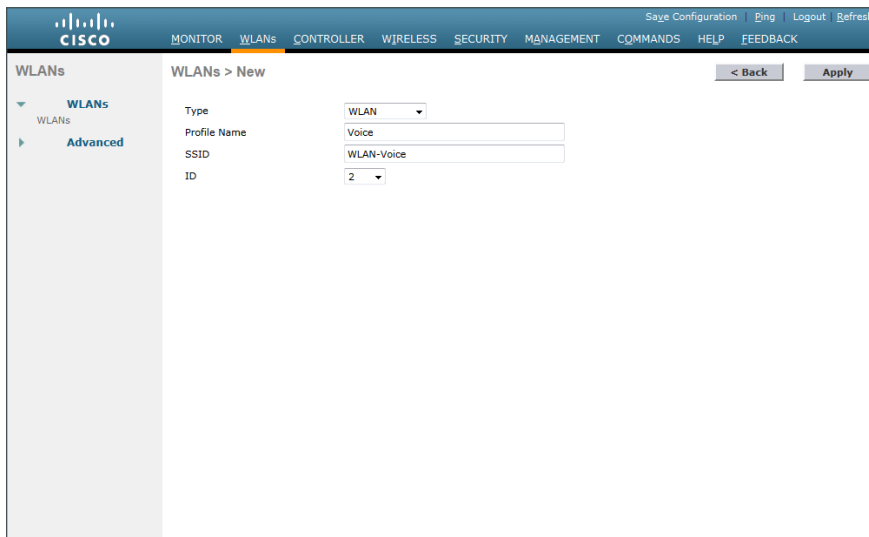 Save Configuration | Ping | Logout | Refresh
CISCO
MONITOR WLANs CONTROLLER WIRELESS SECURITY MANAGEMENT COMMANDS HELP FEEDBACK
WLANs
WLANs
WLANs
Advanced
WLANs > New
< Back
Apply
Type WLAN
Profile Name Voice
SSID WLAN-Voice
ID 2